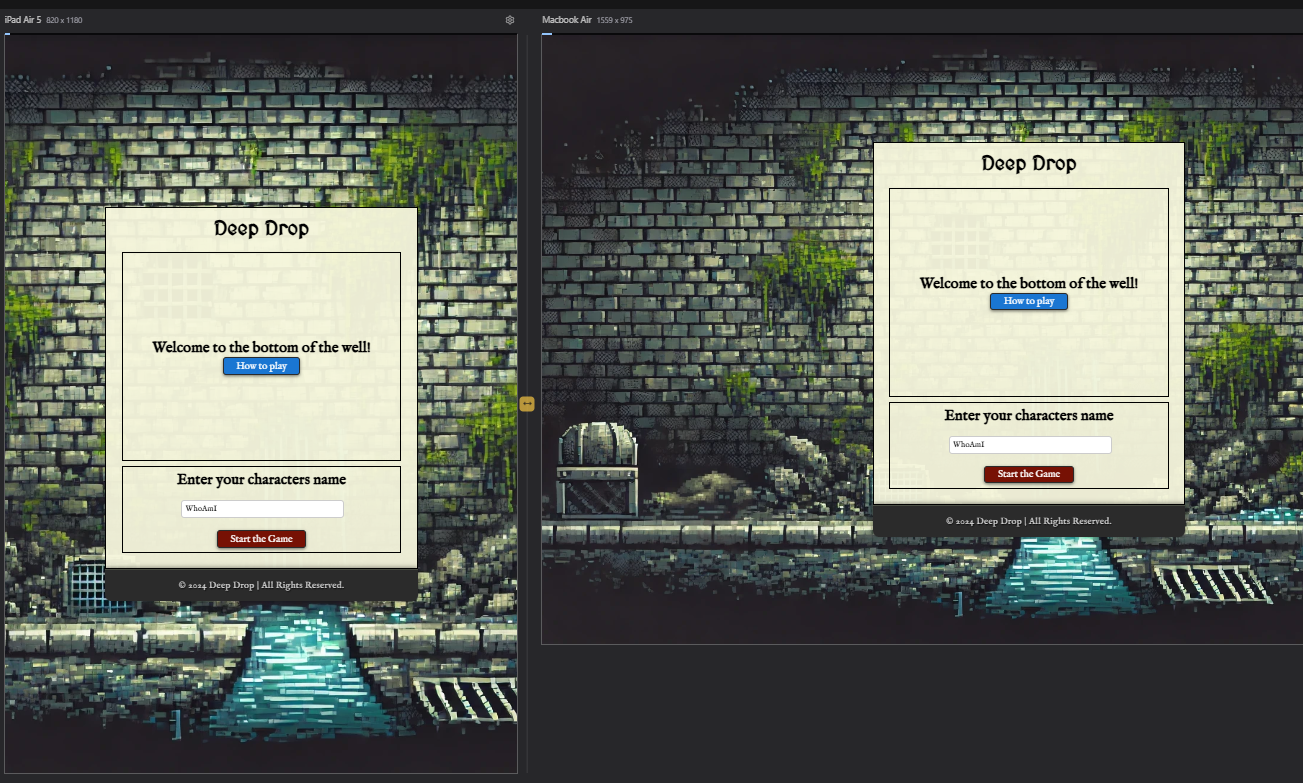 iPad Air 5 820 x 1180
Deep Drop
Welcome to the bottom of the well!
How to play
Enter your characters name
WhoAmI
Start the Game
© 2024 Deep Drop | All Rights Reserved.
Macbook Air 1559 x 975
Deep Drop
Welcome to the bottom of the well!
How to play
Enter your characters name
WhoAmI
Start the Game
© 2024 Deep Drop | All Rights Reserved.